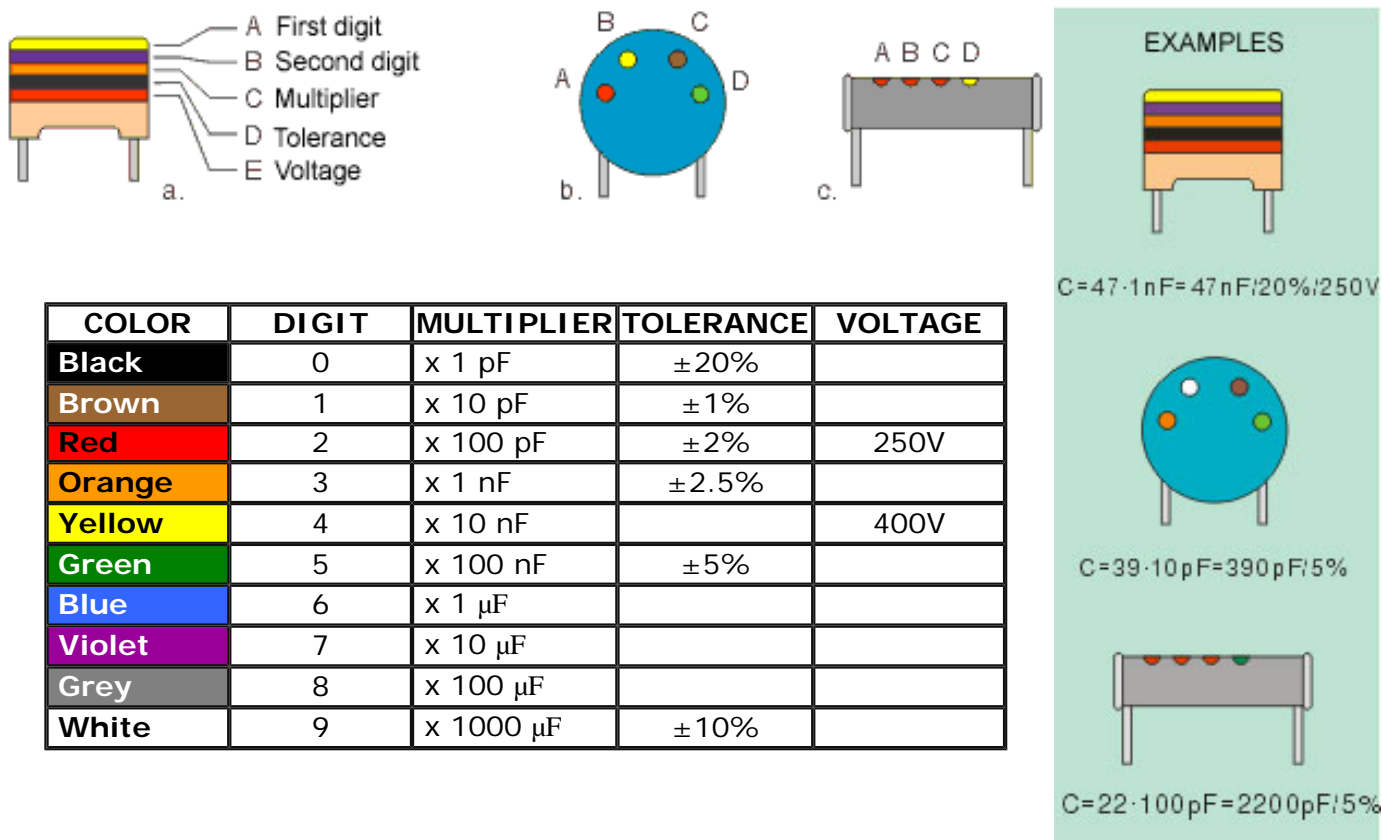 A First digit
B Second digit
C Multiplier
D Tolerance
E Voltage
a.
B C
A D
b.
A B C D
c.
EXAMPLES
C=47·1nF=47nF/20%/250V
C=39·10pF=390pF/5%
C=22·100pF=2200pF/5%
COLOR DIGIT MULTIPLIER TOLERANCE VOLTAGE
Black 0 x 1 pF ±20%
Brown 1 x 10 pF ±1%
Red 2 x 100 pF ±2% 250V
Orange 3 x 1 nF ±2.5%
Yellow 4 x 10 nF 400V
Green 5 x 100 nF ±5%
Blue 6 x 1 μF
Violet 7 x 10 μF
Grey 8 x 100 μF
White 9 x 1000 μF ±10%